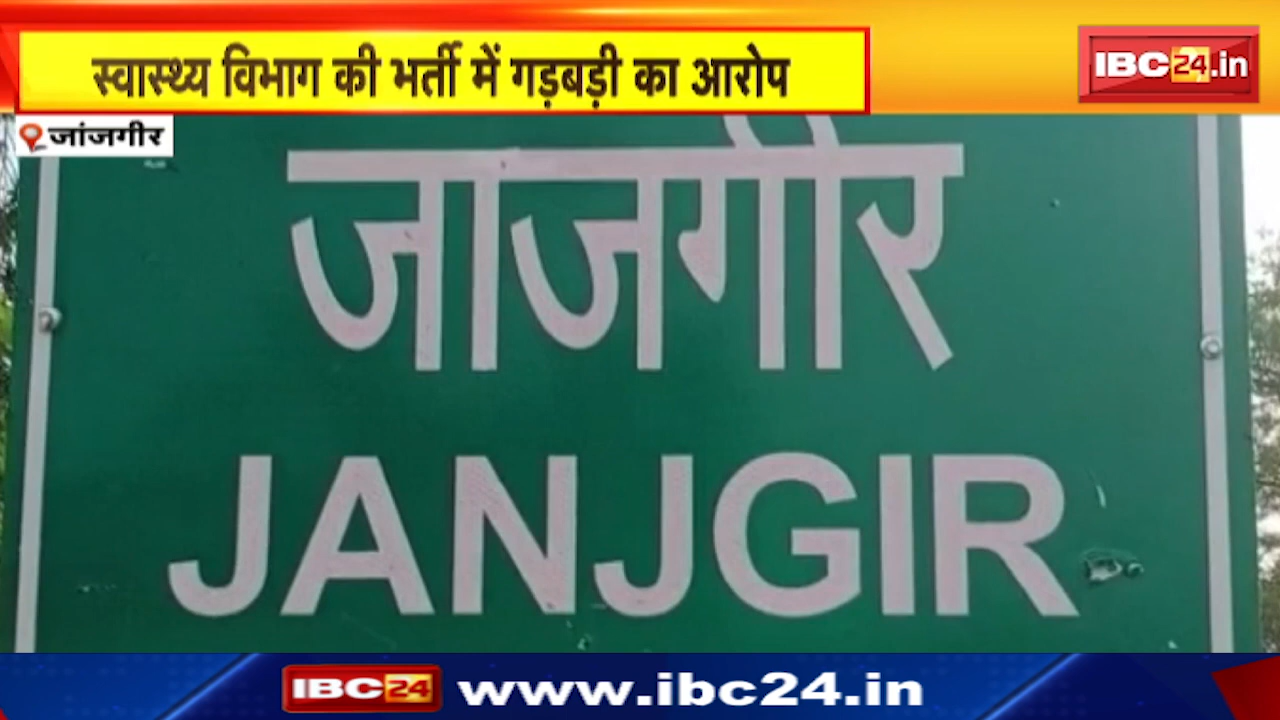 स्वास्थ्य विभाग की भर्ती में गड़बड़ी का आरोप
IBC24.in
जांजगीर
जाजगीर
JANJGIR
IBC24 www.ibc24.in